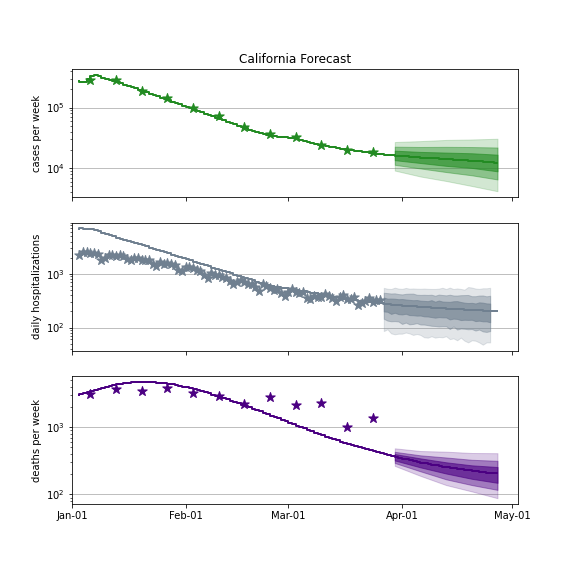 California Forecast
cases per week
10^5
10^4
daily hospitalizations
10^3
10^2
deaths per week
10^3
10^2
Jan-01 Feb-01 Mar-01 Apr-01 May-01